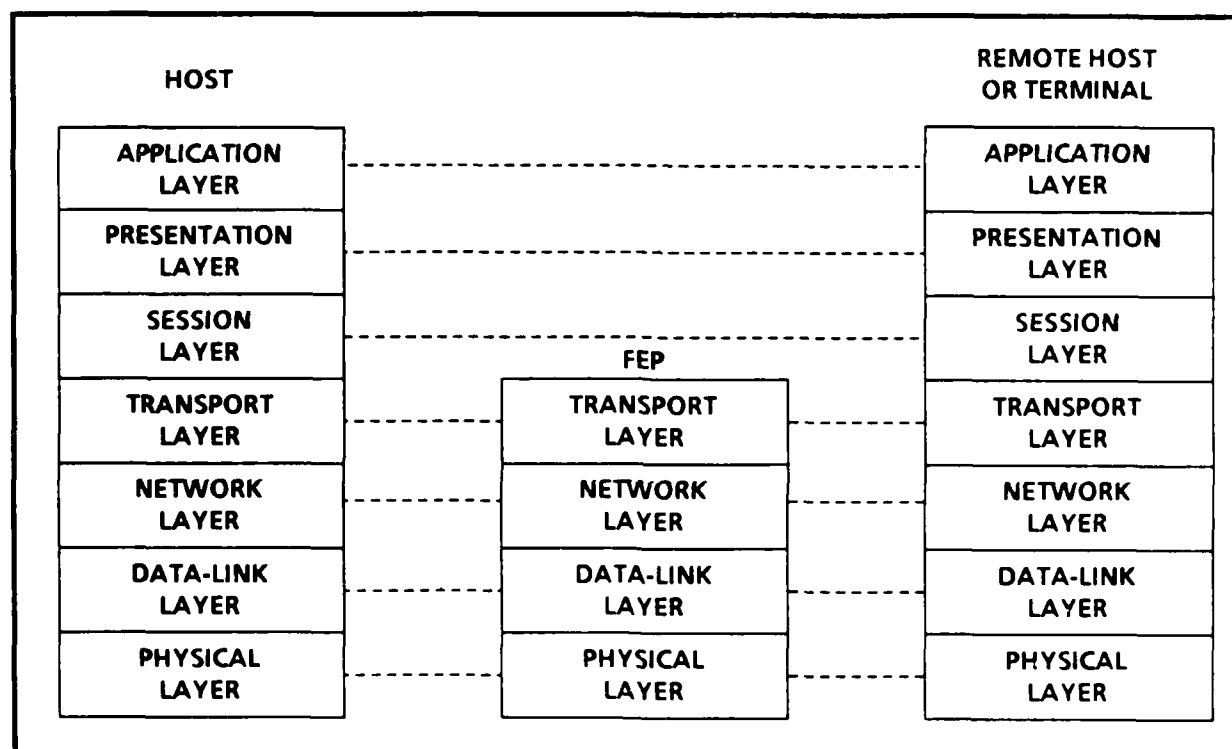 HOST
REMOTE HOST
OR TERMINAL
APPLICATION
LAYER
PRESENTATION
LAYER
SESSION
LAYER
TRANSPORT
LAYER
NETWORK
LAYER
DATA-LINK
LAYER
PHYSICAL
LAYER
FEP
TRANSPORT
LAYER
NETWORK
LAYER
DATA-LINK
LAYER
PHYSICAL
LAYER
APPLICATION
LAYER
PRESENTATION
LAYER
SESSION
LAYER
TRANSPORT
LAYER
NETWORK
LAYER
DATA-LINK
LAYER
PHYSICAL
LAYER